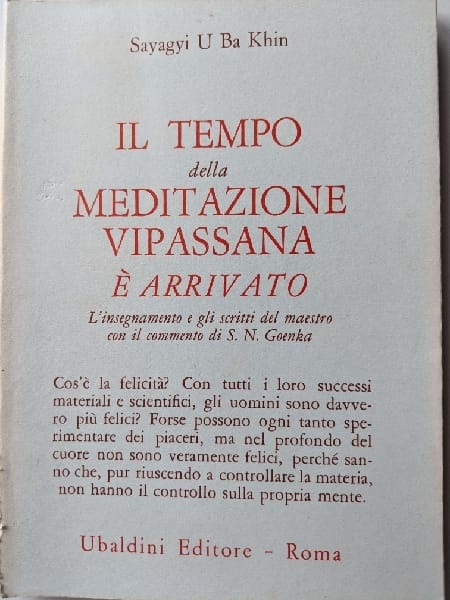 Sayagyi U Ba Khin
IL TEMPO
della
MEDITAZIONE
VIPASSANA
È ARRIVATO
L'insegnamento e gli scritti del maestro
con il commento di S. N. Goenka
Cos'è la felicità? Con tutti i loro successi
materiali e scientifici, gli uomini sono davve-
ro più felici? Forse possono ogni tanto spe-
rimentare dei piaceri, ma nel profondo del
cuore non sono veramente felici, perché san-
no che, pur riuscendo a controllare la materia,
non hanno il controllo sulla propria mente.
Ubaldini Editore - Roma